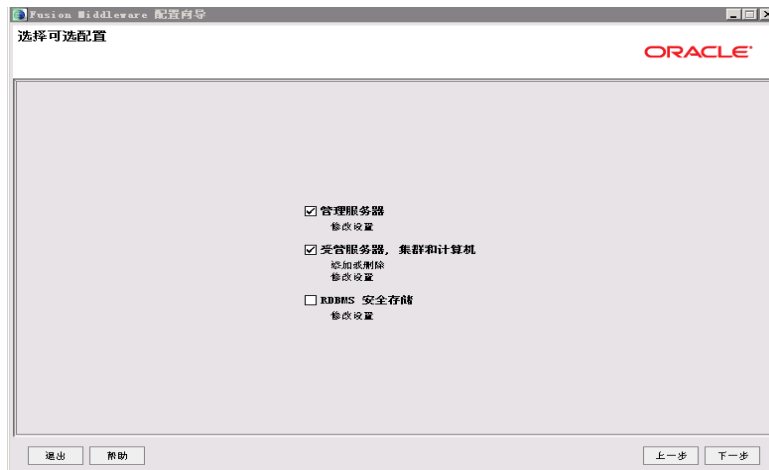 Fusion Middleware 配置向导
选择可选配置
ORACLE
管理服务器
修改设置
受管服务器, 集群和计算机
添加或删除
修改设置
RDBMS 安全存储
修改设置
退出 帮助 上一步 下一步